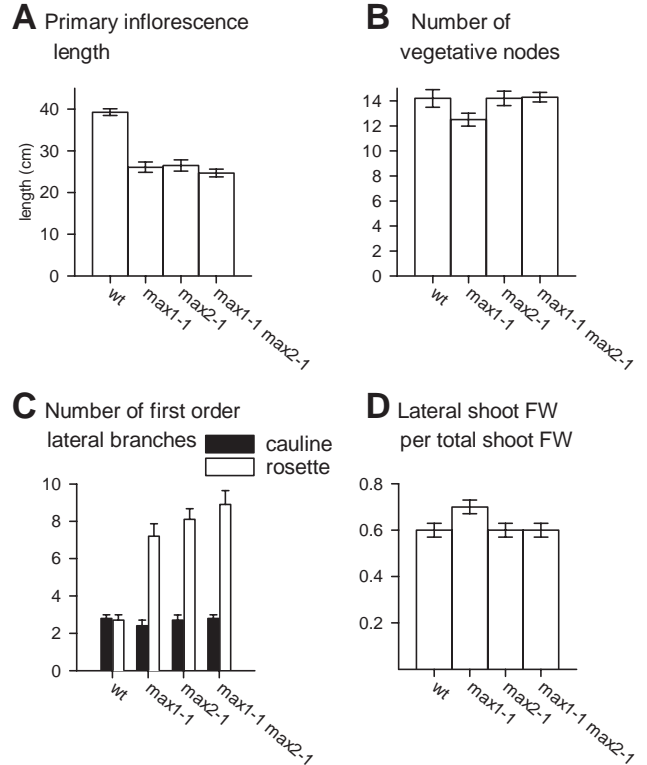 A Primary inflorescence
length
length (cm)
40
30
20
10
0
wt
max1-1
max2-1
max1-1 max2-1
B Number of
vegetative nodes
14
12
10
8
6
4
2
0
wt
max1-1
max2-1
max1-1 max2-1
C Number of first order
lateral branches
cauline
rosette
10
8
6
4
2
0
wt
max1-1
max2-1
max1-1 max2-1
D Lateral shoot FW
per total shoot FW
0.8
0.6
0.4
0.2
wt
max1-1
max2-1
max1-1 max2-1